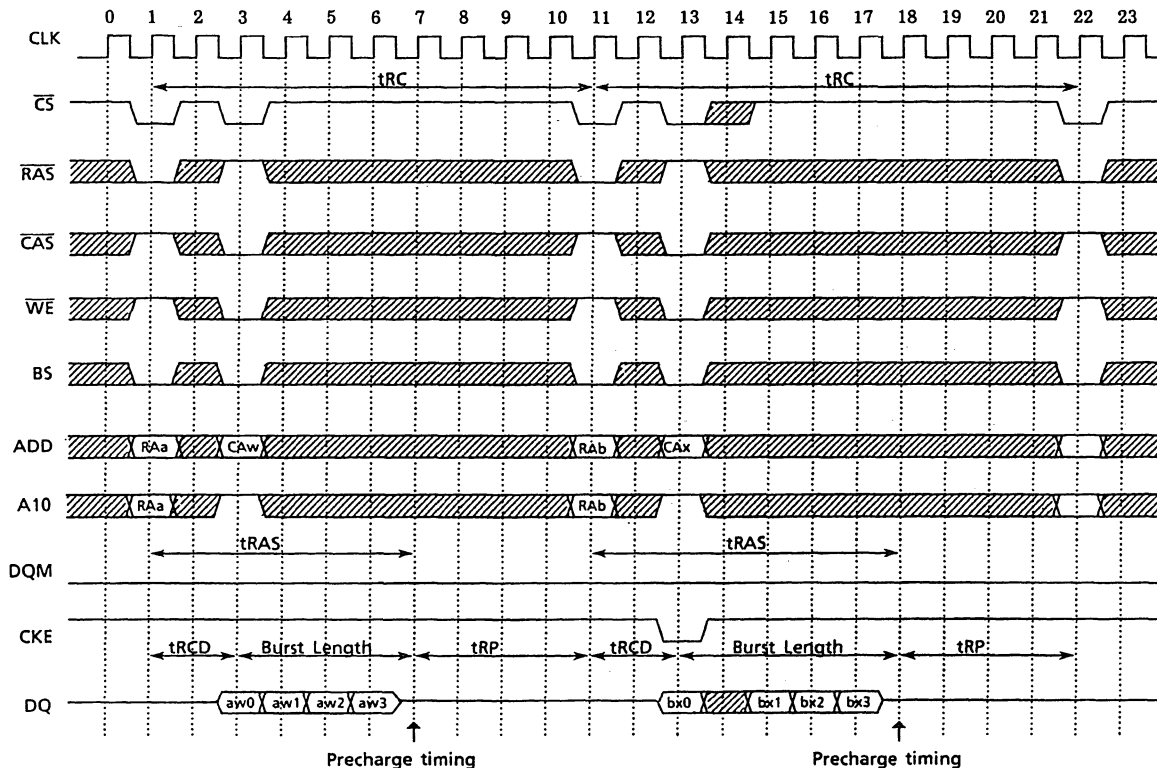 0 1 2 3 4 5 6 7 8 9 10 11 12 13 14 15 16 17 18 19 20 21 22 23
CLK
tRC tRC
CS
RAS
CAS
WE
BS
ADD RAa CAw RAb CAx
A10 RAa RAb
tRAS tRAS
DQM
CKE
tRCD Burst Length tRP tRCD Burst Length tRP
DQ aw0 aw1 aw2 aw3 bx0 bx1 bx2 bx3
Precharge timing Precharge timing